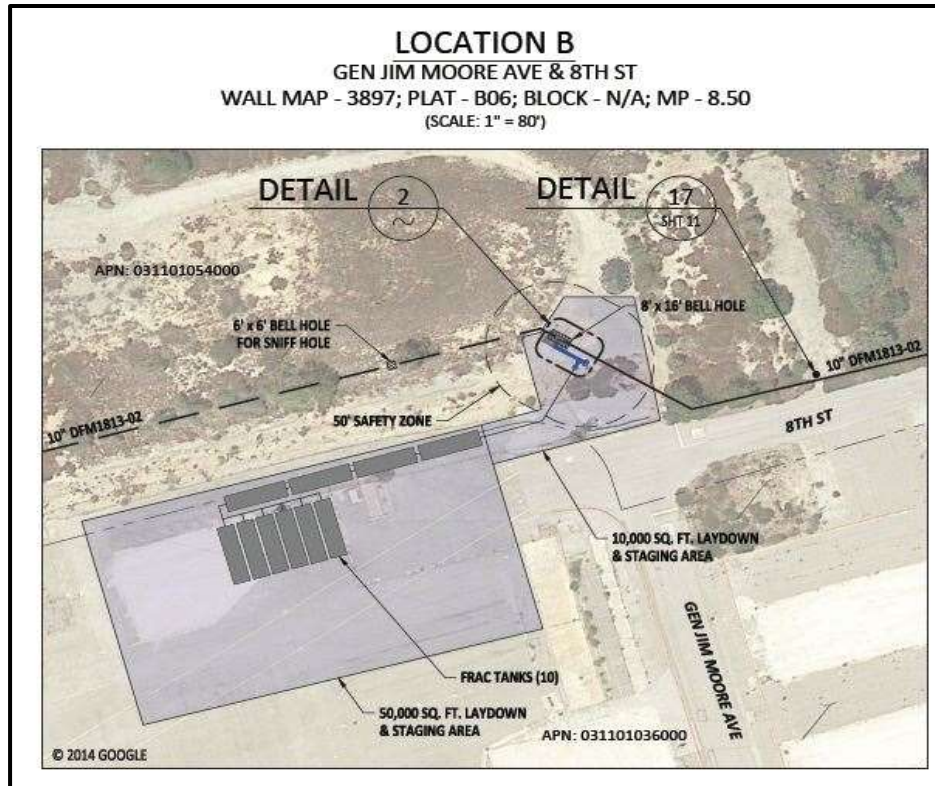 LOCATION B
GEN JIM MOORE AVE & 8TH ST
WALL MAP - 3897; PLAT - B06; BLOCK - N/A; MP - 8.50
(SCALE: 1" = 80')
DETAIL 2
~
DETAIL 17
SHT 11
APN: 031101054000
8' x 16' BELL HOLE
6' x 6' BELL HOLE
FOR SNIFF HOLE
10" DFM1813-02
10" DFM1813-02
50' SAFETY ZONE
8TH ST
10,000 SQ. FT. LAYDOWN
& STAGING AREA
GEN JIM MOORE AVE
FRAC TANKS (10)
50,000 SQ. FT. LAYDOWN
& STAGING AREA
APN: 031101036000
© 2014 GOOGLE